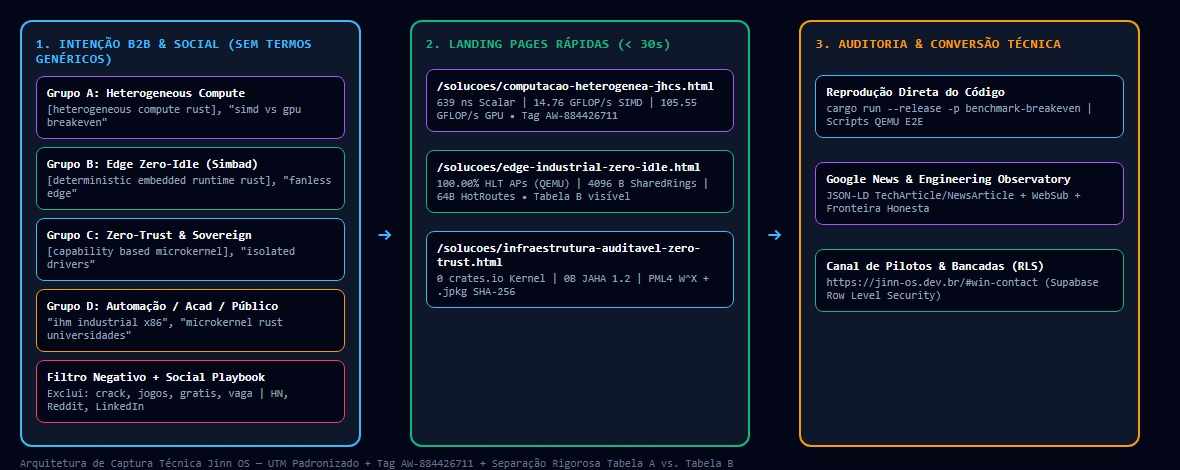 1. INTENÇÃO B2B & SOCIAL (SEM TERMOS
GENÉRICOS)
Grupo A: Heterogeneous Compute
[heterogeneous compute rust], "simd vs gpu
breakeven"
Grupo B: Edge Zero-Idle (Simbad)
[deterministic embedded runtime rust], "fanless
edge"
Grupo C: Zero-Trust & Sovereign
[capability based microkernel], "isolated
drivers"
Grupo D: Automação / Acad / Público
"ihm industrial x86", "microkernel rust
universidades"
Filtro Negativo + Social Playbook
Exclui: crack, jogos, gratis, vaga | HN,
Reddit, LinkedIn
→
2. LANDING PAGES RÁPIDAS (< 30s)
/solucoes/computacao-heterogenea-jhcs.html
639 ns Scalar | 14.76 GFLOP/s SIMD | 105.55
GFLOP/s GPU • Tag AW-884426711
/solucoes/edge-industrial-zero-idle.html
100.00% HLT APs (QEMU) | 4096 B SharedRings |
64B HotRoutes • Tabela B visível
/solucoes/infraestrutura-auditavel-zero-
trust.html
0 crates.io Kernel | 0B JAHA 1.2 | PML4 W^X +
.jpkg SHA-256
→
3. AUDITORIA & CONVERSÃO TÉCNICA
Reprodução Direta do Código
cargo run --release -p benchmark-breakeven |
Scripts QEMU E2E
Google News & Engineering Observatory
JSON-LD TechArticle/NewsArticle + WebSub +
Fronteira Honesta
Canal de Pilotos & Bancadas (RLS)
https://jinn-os.dev.br/#win-contact (Supabase
Row Level Security)
Arquitetura de Captura Técnica Jinn OS — UTM Padronizado + Tag AW-884426711 + Separação Rigorosa Tabela A vs. Tabela B